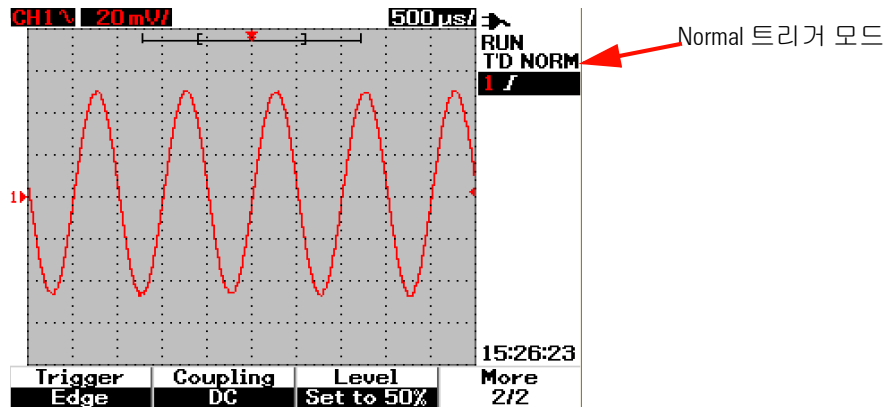 CH1 ∿ 20 mV/ 500 µs/
RUN
T'D NORM
Normal 트리거 모드
1
1
15:26:23
Trigger Coupling Level More
Edge DC Set to 50% 2/2